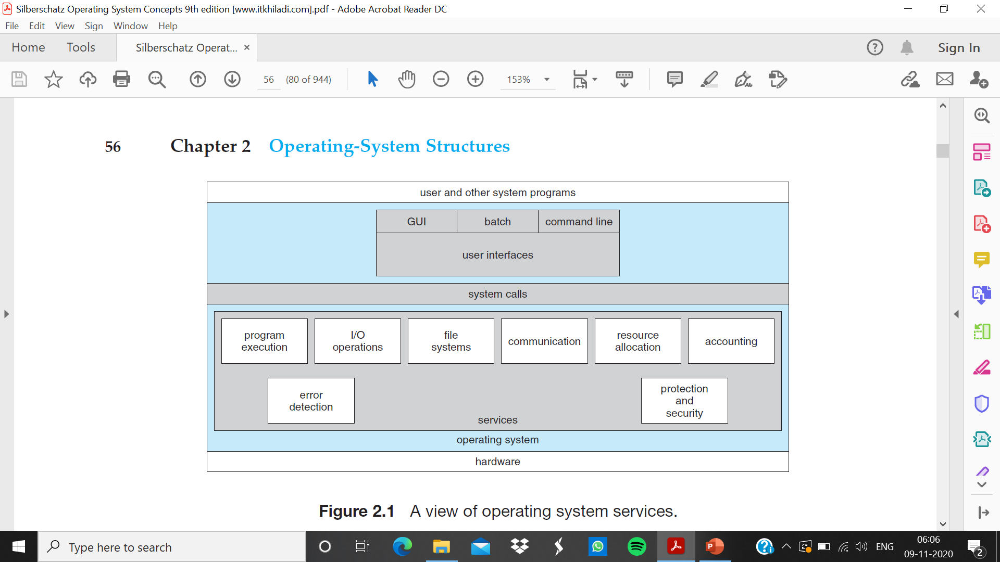 Silberschatz Operating System Concepts 9th edition [www.itkhiladi.com].pdf - Adobe Acrobat Reader DC
File Edit View Sign Window Help
Home Tools Silberschatz Operat... × ? Sign In
56 (80 of 944) 153%
56 Chapter 2 Operating-System Structures
user and other system programs
GUI batch command line
user interfaces
system calls
program execution
I/O operations
file systems
communication
resource allocation
accounting
error detection
protection and security
services
operating system
hardware
Figure 2.1 A view of operating system services.
Type here to search
ENG
06:06
09-11-2020
2